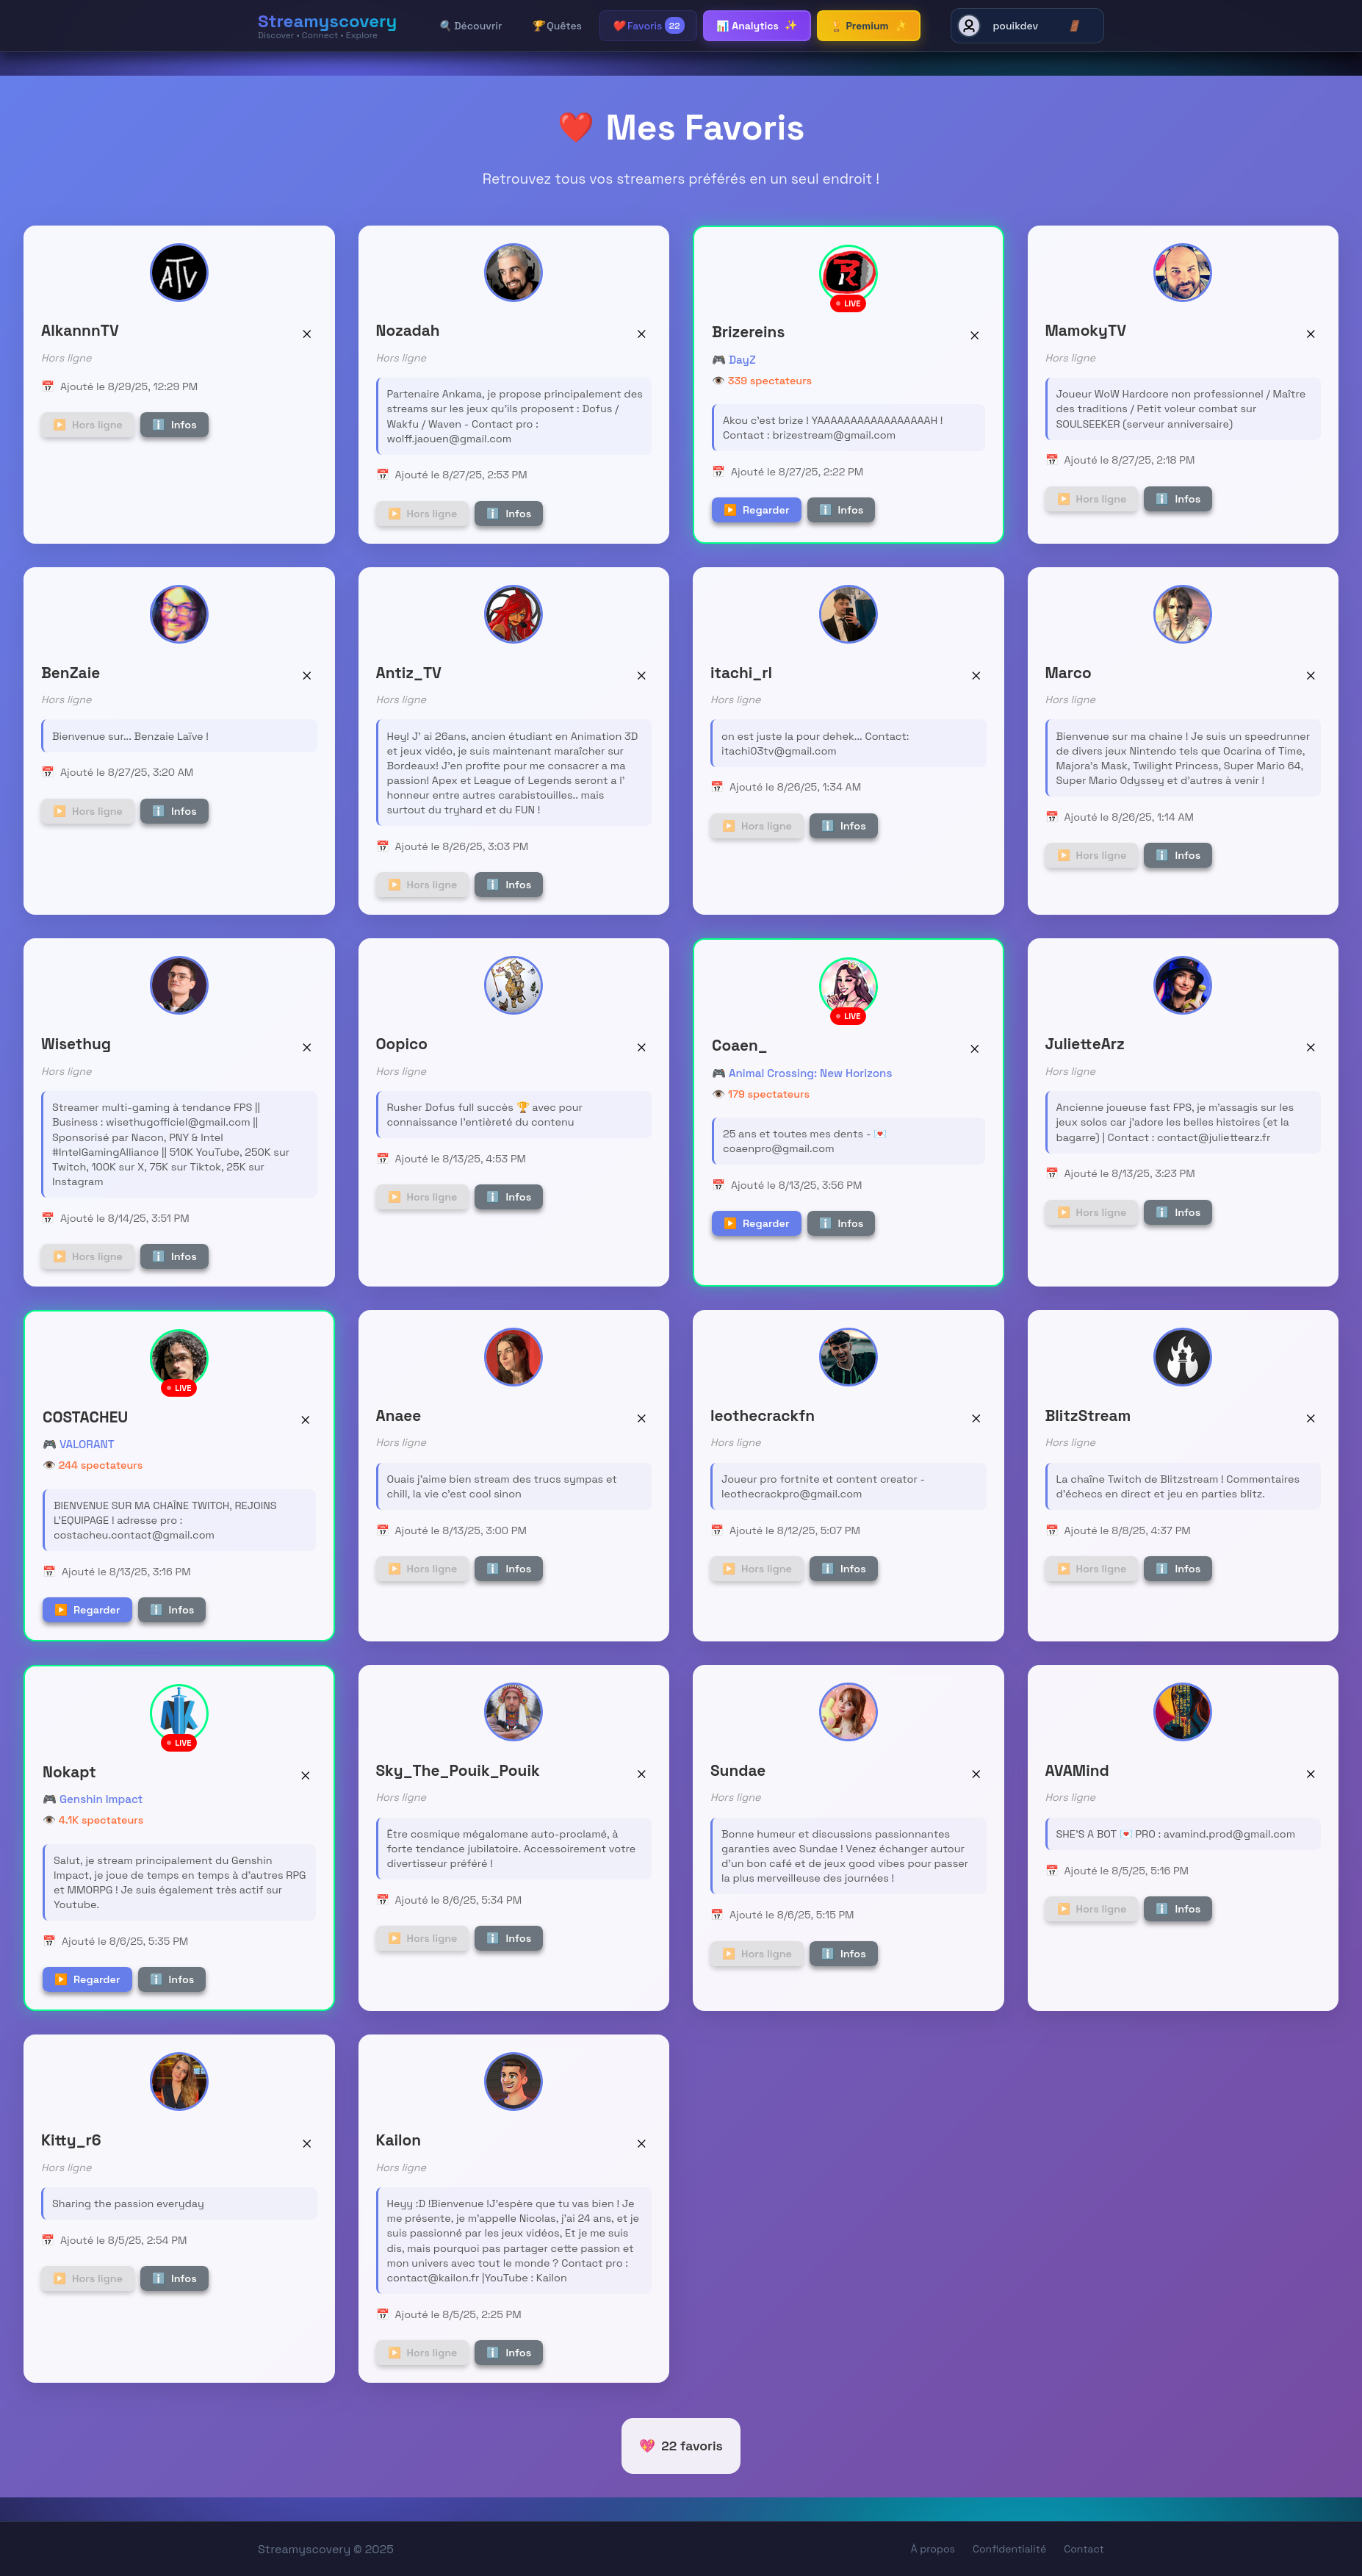 Streamyscovery
Discover • Connect • Explore
🔍 Découvrir
🏆 Quêtes
❤️ Favoris 22
📊 Analytics ✨
🏆 Premium ✨
pouikdev
❤️ Mes Favoris
Retrouvez tous vos streamers préférés en un seul endroit !
AlkannnTV
×
Hors ligne
📅 Ajouté le 8/29/25, 12:29 PM
▶️ Hors ligne
ℹ️ Infos
Nozadah
×
Hors ligne
Partenaire Ankama, je propose principalement des
streams sur les jeux qu'ils proposent : Dofus /
Wakfu / Waven - Contact pro :
wolff.jaouen@gmail.com
📅 Ajouté le 8/27/25, 2:53 PM
▶️ Hors ligne
ℹ️ Infos
LIVE
Brizereins
×
🎮 DayZ
👁️ 339 spectateurs
Akou c'est brize ! YAAAAAAAAAAAAAAAAAH !
Contact : brizestream@gmail.com
📅 Ajouté le 8/27/25, 2:22 PM
▶️ Regarder
ℹ️ Infos
MamokyTV
×
Hors ligne
Joueur WoW Hardcore non professionnel / Maître
des traditions / Petit voleur combat sur
SOULSEEKER (serveur anniversaire)
📅 Ajouté le 8/27/25, 2:18 PM
▶️ Hors ligne
ℹ️ Infos
BenZaie
×
Hors ligne
Bienvenue sur... Benzaie Laïve !
📅 Ajouté le 8/27/25, 3:20 AM
▶️ Hors ligne
ℹ️ Infos
Antiz_TV
×
Hors ligne
Hey! J' ai 26ans, ancien étudiant en Animation 3D
et jeux vidéo, je suis maintenant maraîcher sur
Bordeaux! J'en profite pour me consacrer a ma
passion! Apex et League of Legends seront a l'
honneur entre autres carabistouilles.. mais
surtout du tryhard et du FUN !
📅 Ajouté le 8/26/25, 3:03 PM
▶️ Hors ligne
ℹ️ Infos
itachi_rl
×
Hors ligne
on est juste la pour dehek... Contact:
itachi03tv@gmail.com
📅 Ajouté le 8/26/25, 1:34 AM
▶️ Hors ligne
ℹ️ Infos
Marco
×
Hors ligne
Bienvenue sur ma chaine ! Je suis un speedrunner
de divers jeux Nintendo tels que Ocarina of Time,
Majora's Mask, Twilight Princess, Super Mario 64,
Super Mario Odyssey et d'autres à venir !
📅 Ajouté le 8/26/25, 1:14 AM
▶️ Hors ligne
ℹ️ Infos
Wisethug
×
Hors ligne
Streamer multi-gaming à tendance FPS ||
Business : wisethugofficiel@gmail.com ||
Sponsorisé par Nacon, PNY & Intel
#IntelGamingAlliance || 510K YouTube, 250K sur
Twitch, 100K sur X, 75K sur Tiktok, 25K sur
Instagram
📅 Ajouté le 8/14/25, 3:51 PM
▶️ Hors ligne
ℹ️ Infos
Oopico
×
Hors ligne
Rusher Dofus full succès 🏆 avec pour
connaissance l'entièreté du contenu
📅 Ajouté le 8/13/25, 4:53 PM
▶️ Hors ligne
ℹ️ Infos
LIVE
Coaen_
×
🎮 Animal Crossing: New Horizons
👁️ 179 spectateurs
25 ans et toutes mes dents - 💌
coaenpro@gmail.com
📅 Ajouté le 8/13/25, 3:56 PM
▶️ Regarder
ℹ️ Infos
JulietteArz
×
Hors ligne
Ancienne joueuse fast FPS, je m'assagis sur les
jeux solos car j'adore les belles histoires (et la
bagarre) | Contact : contact@juliettearz.fr
📅 Ajouté le 8/13/25, 3:23 PM
▶️ Hors ligne
ℹ️ Infos
LIVE
COSTACHEU
×
🎮 VALORANT
👁️ 244 spectateurs
BIENVENUE SUR MA CHAÎNE TWITCH, REJOINS
L'EQUIPAGE ! adresse pro :
costacheu.contact@gmail.com
📅 Ajouté le 8/13/25, 3:16 PM
▶️ Regarder
ℹ️ Infos
Anaee
×
Hors ligne
Ouais j'aime bien stream des trucs sympas et
chill, la vie c'est cool sinon
📅 Ajouté le 8/13/25, 3:00 PM
▶️ Hors ligne
ℹ️ Infos
leothecrackfn
×
Hors ligne
Joueur pro fortnite et content creator -
leothecrackpro@gmail.com
📅 Ajouté le 8/12/25, 5:07 PM
▶️ Hors ligne
ℹ️ Infos
BlitzStream
×
Hors ligne
La chaîne Twitch de Blitzstream ! Commentaires
d'échecs en direct et jeu en parties blitz.
📅 Ajouté le 8/8/25, 4:37 PM
▶️ Hors ligne
ℹ️ Infos
LIVE
Nokapt
×
🎮 Genshin Impact
👁️ 4.1K spectateurs
Salut, je stream principalement du Genshin
Impact, je joue de temps en temps à d'autres RPG
et MMORPG ! Je suis également très actif sur
Youtube.
📅 Ajouté le 8/6/25, 5:35 PM
▶️ Regarder
ℹ️ Infos
Sky_The_Pouik_Pouik
×
Hors ligne
Être cosmique mégalomane auto-proclamé, à
forte tendance jubilatoire. Accessoirement votre
divertisseur préféré !
📅 Ajouté le 8/6/25, 5:34 PM
▶️ Hors ligne
ℹ️ Infos
Sundae
×
Hors ligne
Bonne humeur et discussions passionnantes
garanties avec Sundae ! Venez échanger autour
d'un bon café et de jeux good vibes pour passer
la plus merveilleuse des journées !
📅 Ajouté le 8/6/25, 5:15 PM
▶️ Hors ligne
ℹ️ Infos
AVAMind
×
Hors ligne
SHE'S A BOT 💌 PRO : avamind.prod@gmail.com
📅 Ajouté le 8/5/25, 5:16 PM
▶️ Hors ligne
ℹ️ Infos
Kitty_r6
×
Hors ligne
Sharing the passion everyday
📅 Ajouté le 8/5/25, 2:54 PM
▶️ Hors ligne
ℹ️ Infos
Kailon
×
Hors ligne
Heyy :D !Bienvenue !J'espère que tu vas bien ! Je
me présente, je m'appelle Nicolas, j'ai 24 ans, et je
suis passionné par les jeux vidéos, Et je me suis
dis, mais pourquoi pas partager cette passion et
mon univers avec tout le monde ? Contact pro :
contact@kailon.fr |YouTube : Kailon
📅 Ajouté le 8/5/25, 2:25 PM
▶️ Hors ligne
ℹ️ Infos
💖 22 favoris
Streamyscovery © 2025
À propos
Confidentialité
Contact